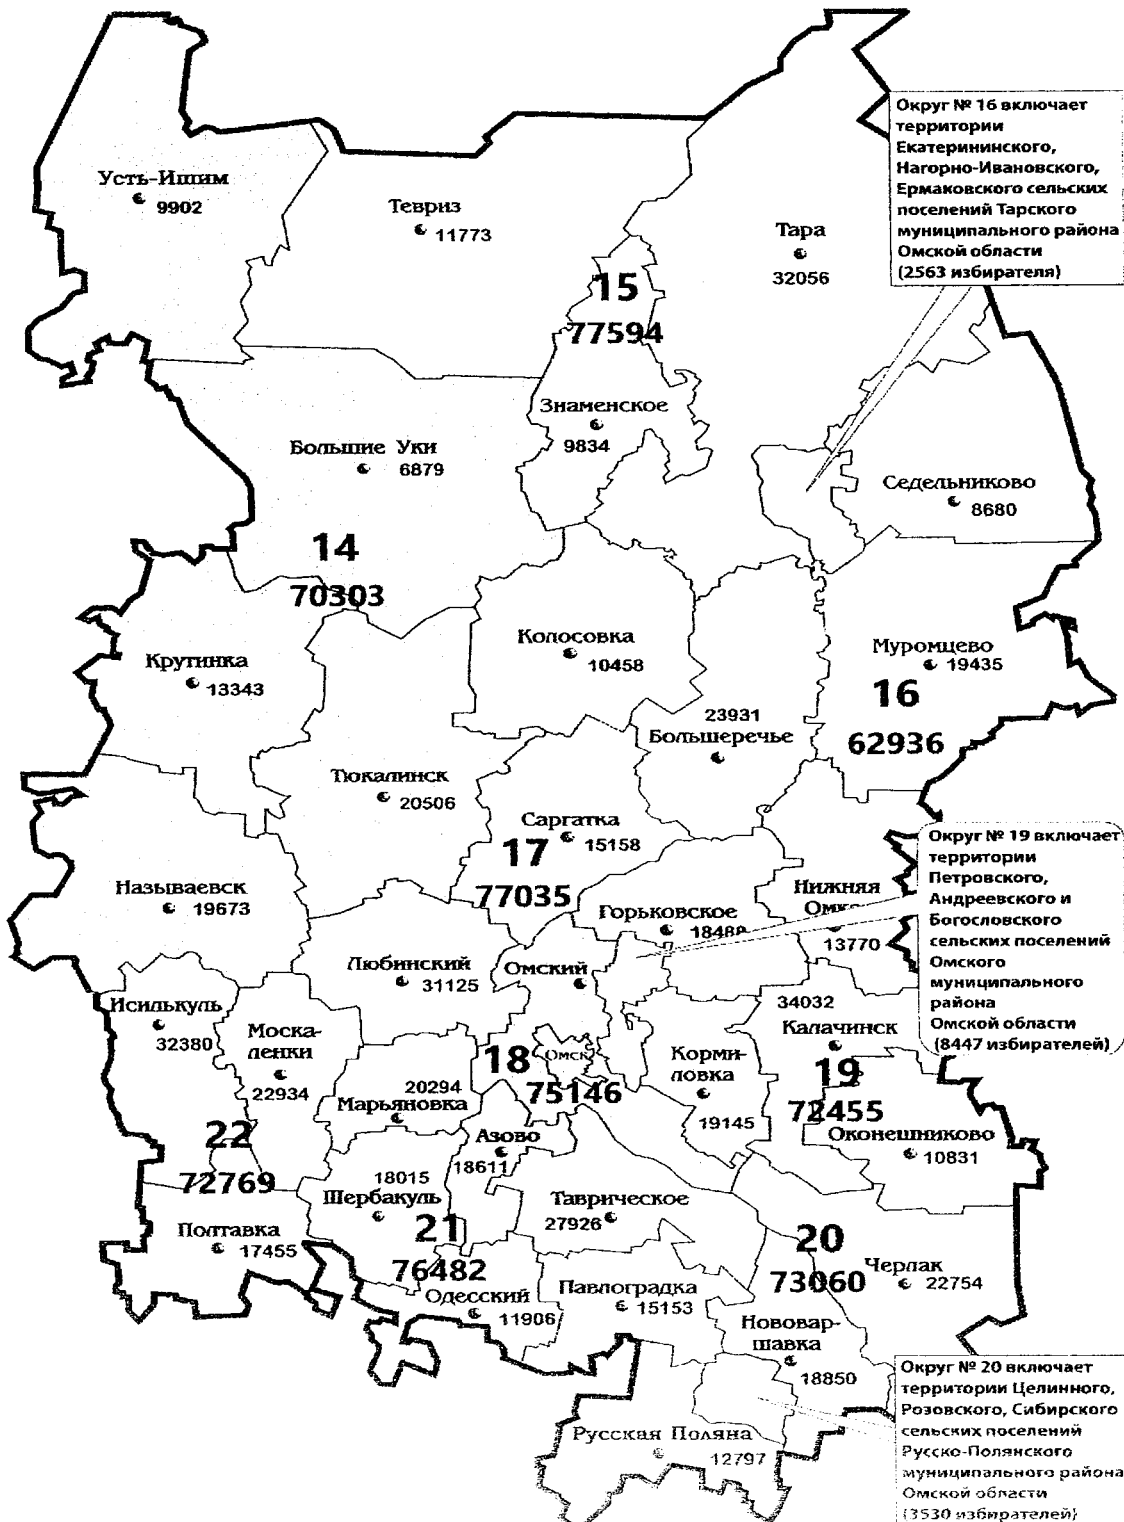 Округ № 16 включает
территории
Екатерининского,
Нагорно-Ивановского,
Ермаковского сельских
поселений Тарского
муниципального района
Омской области
(2563 избирателя)
Усть-Ишим
9902
Тевриз
11773
Тара
32056
15
77594
Знаменское
9834
Большие Уки
6879
Седельниково
8680
14
70303
Колосовка
10458
Крутинка
13343
Муромцево
19435
16
62936
23931
Большеречье
Тюкалинск
20506
Саргатка
15158
17
77035
Округ № 19 включает
территории
Петровского,
Андреевского и
Богословского
сельских поселений
Омского
муниципального
района
Омской области
(8447 избирателей)
Называевск
19673
Горьковское
18488
Нижняя
13770
Любинский
31125
Омский
Исилькуль
32380
Моска-
ленки
22934
34032
Калачинск
18
Омск
75146
Корми-
ловка
19145
19
72455
20294
Марьяновка
Оконешниково
10831
Азово
18611
22
72769
18015
Шербакуль
Таврическое
27926
21
76482
20
73060
Полтавка
17455
Черлак
22754
Одесский
11906
Павлоградка
15153
Нововар-
шавка
18850
Округ № 20 включает
территории Целинного,
Розовского, Сибирского
сельских поселений
Русско-Полянского
муниципального района
Омской области
(3530 избирателей)
Русская Поляна
12797